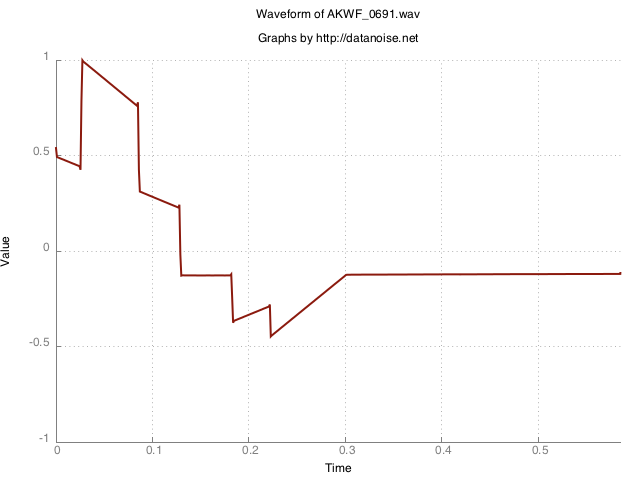 Waveform of AKWF_0691.wav
Graphs by http://datanoise.net
1
0.5
0
-0.5
-1
Value
0 0.1 0.2 0.3 0.4 0.5
Time